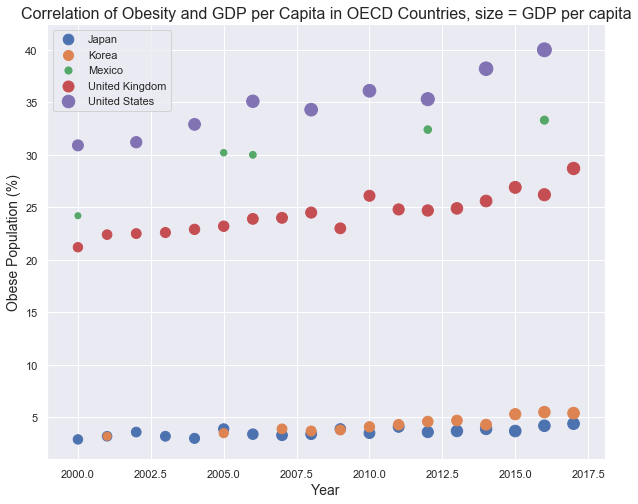 Correlation of Obesity and GDP per Capita in OECD Countries, size = GDP per capita
Japan
Korea
Mexico
United Kingdom
United States
Obese Population (%)
40
35
30
25
20
15
10
5
2000.0 2002.5 2005.0 2007.5 2010.0 2012.5 2015.0 2017.5
Year